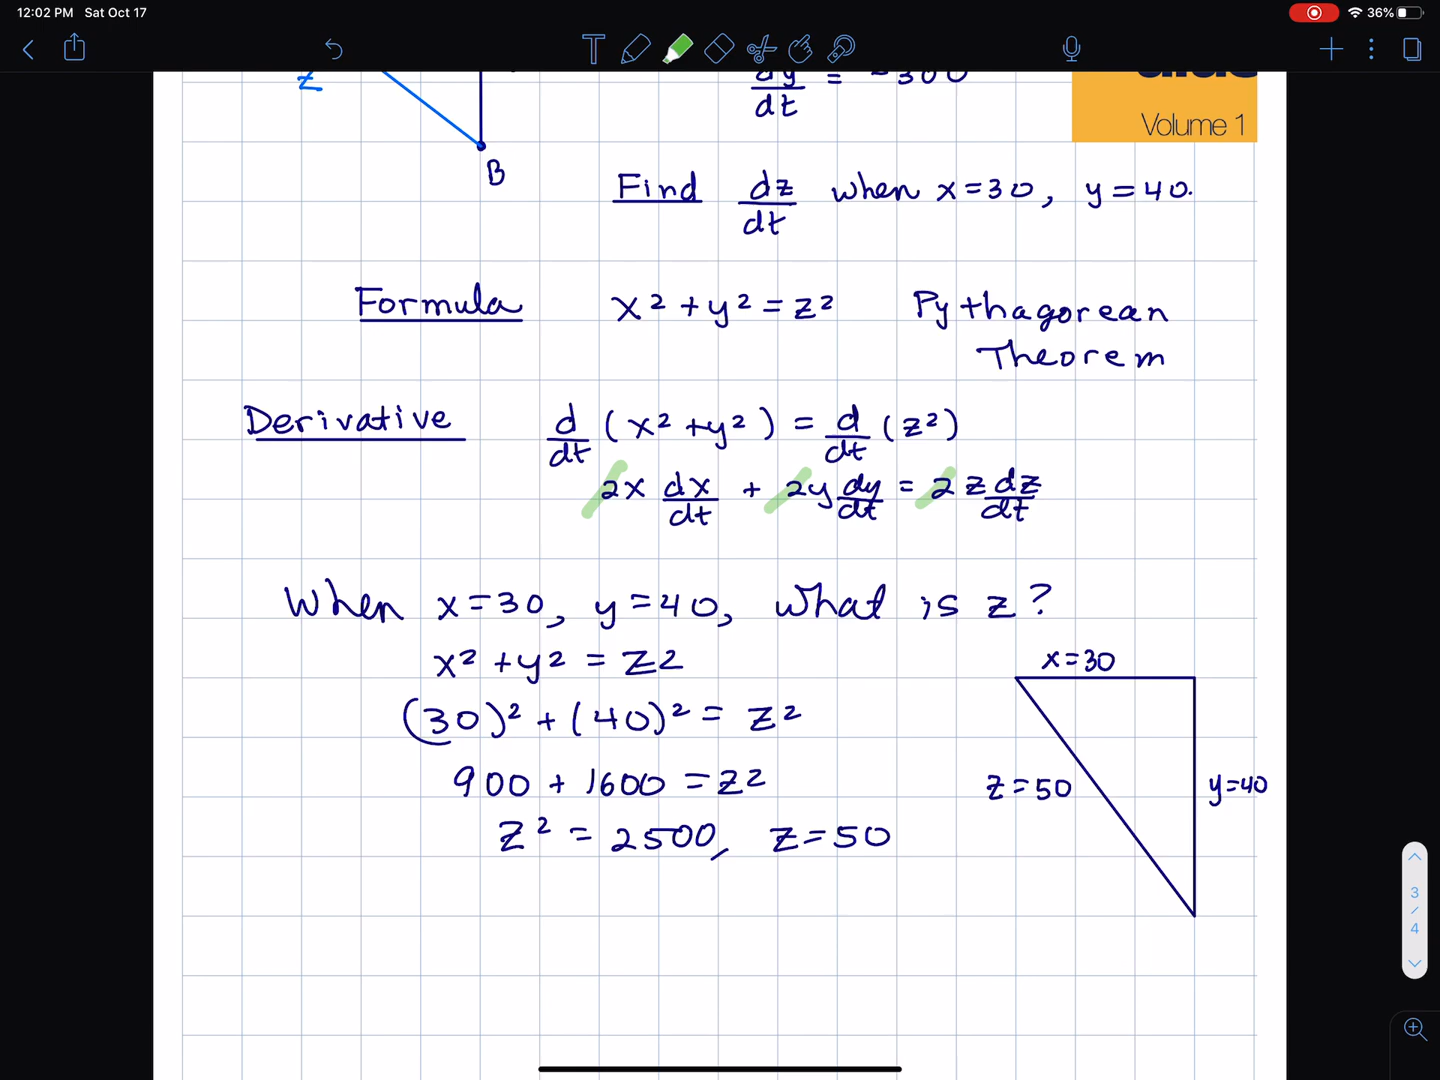 12:02 PM Sat Oct 17
36%
Z
B
dy/dt = -300
Volume 1
Find dz/dt when x=30, y=40.
Formula x² + y² = z² Pythagorean
Theorem
Derivative d/dt (x² + y²) = d/dt (z²)
2x dx/dt + 2y dy/dt = 2 z dz/dt
When x=30, y=40, what is z?
x² + y² = z²
(30)² + (40)² = z²
900 + 1600 = z²
z² = 2500, z=50
x=30
z=50
y=40
3
/
4